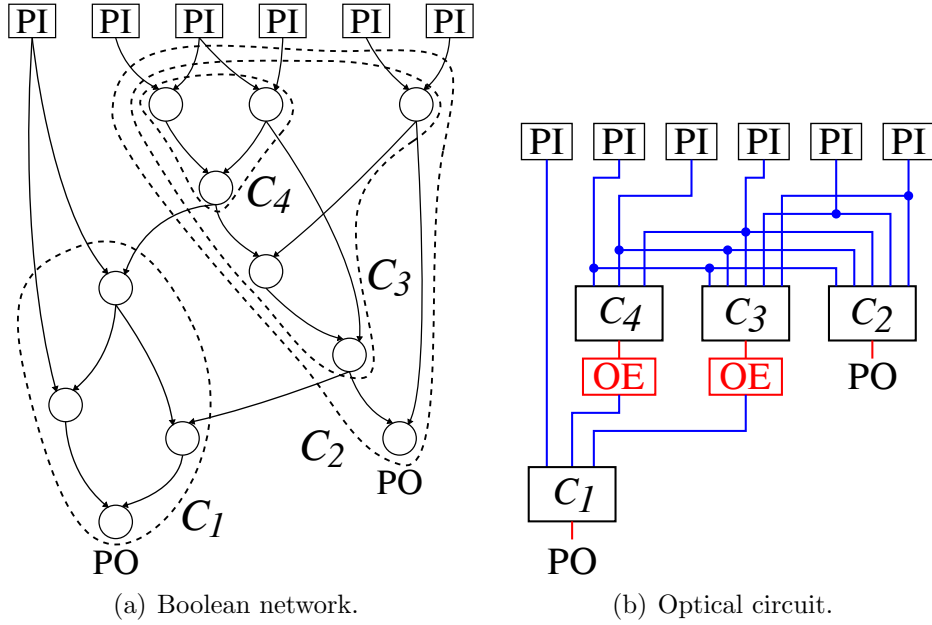 PI PI PI PI PI PI
C4
C3
C2
PO
C1
PO
(a) Boolean network.
PI PI PI PI PI PI
C4 C3 C2
OE OE PO
C1
PO
(b) Optical circuit.